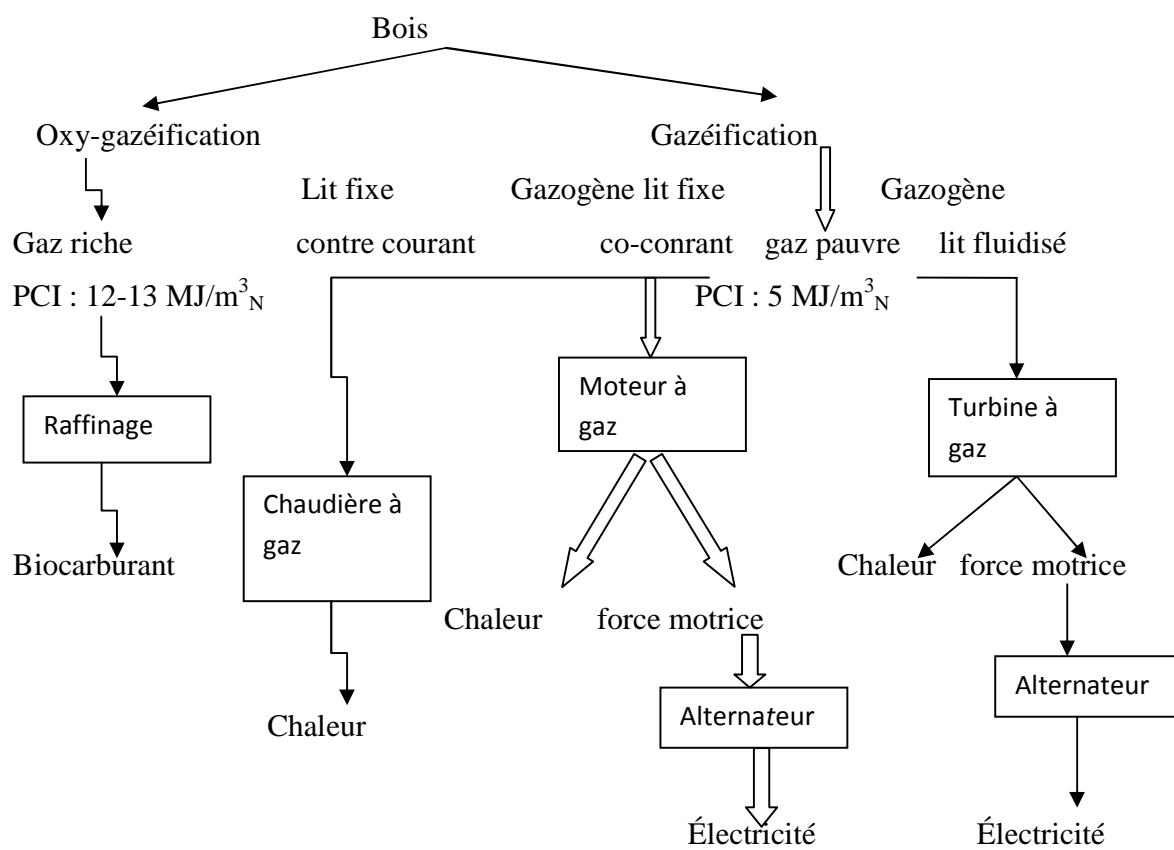 Bois
Oxy-gazéification Gazéification
Lit fixe Gazogène lit fixe Gazogène
Gaz riche contre courant co-conrant gaz pauvre lit fluidisé
PCI : 12-13 MJ/m³N PCI : 5 MJ/m³N
Moteur à
gaz
Turbine à
gaz
Raffinage
Chaudière à
gaz
Biocarburant Chaleur force motrice
Chaleur force motrice
Alternateur
Alternateur
Chaleur
Électricité Électricité